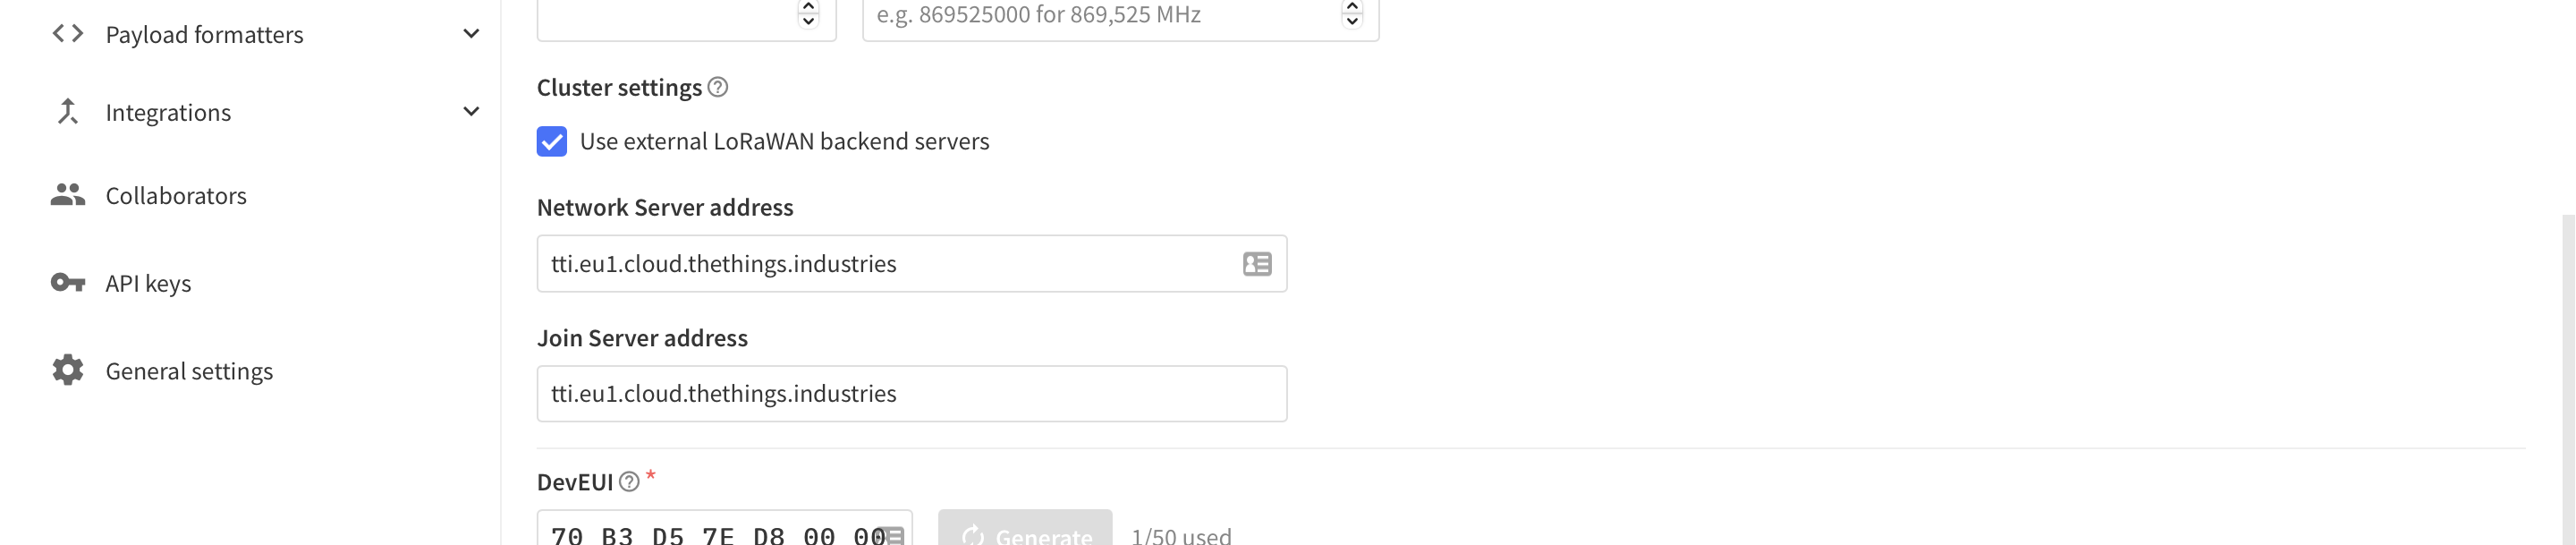 Payload formatters
Integrations
Collaborators
API keys
General settings
e.g. 869525000 for 869,525 MHz
Cluster settings
Use external LoRaWAN backend servers
Network Server address
tti.eu1.cloud.thethings.industries
Join Server address
tti.eu1.cloud.thethings.industries
DevEUI *
70 B3 D5 7E D8 00 00
Generate
1/50 used